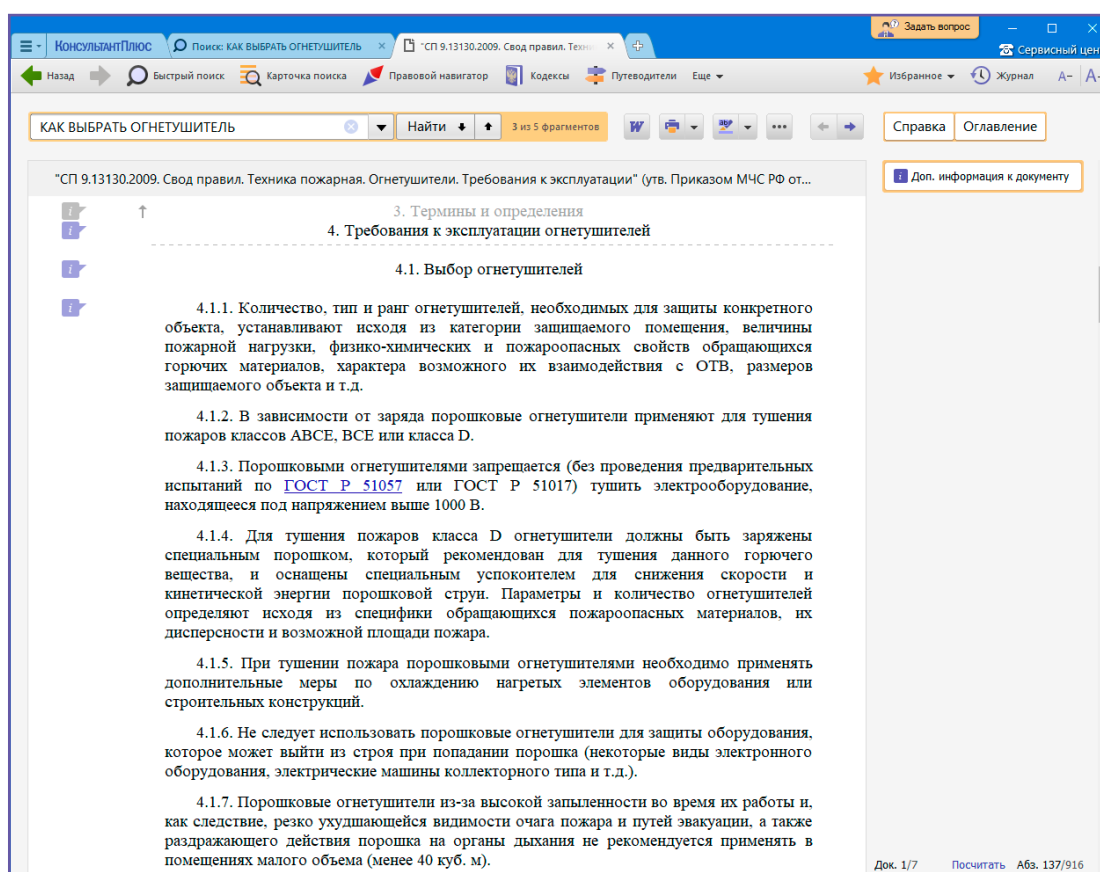 Задать вопрос
КонсультантПлюс
Поиск: КАК ВЫБРАТЬ ОГНЕТУШИТЕЛЬ
"СП 9.13130.2009. Свод правил. Техн
Сервисный цен
Назад
Быстрый поиск
Карточка поиска
Правовой навигатор
Кодексы
Путеводители
Еще
Избранное
Журнал
А−
А
КАК ВЫБРАТЬ ОГНЕТУШИТЕЛЬ
Найти
3 из 5 фрагментов
W
Справка
Оглавление
"СП 9.13130.2009. Свод правил. Техника пожарная. Огнетушители. Требования к эксплуатации" (утв. Приказом МЧС РФ от...
i Доп. информация к документу
3. Термины и определения
4. Требования к эксплуатации огнетушителей
4.1. Выбор огнетушителей
4.1.1. Количество, тип и ранг огнетушителей, необходимых для защиты конкретного
объекта, устанавливают исходя из категории защищаемого помещения, величины
пожарной нагрузки, физико-химических и пожароопасных свойств обращающихся
горючих материалов, характера возможного их взаимодействия с ОТВ, размеров
защищаемого объекта и т.д.
4.1.2. В зависимости от заряда порошковые огнетушители применяют для тушения
пожаров классов ABCE, BCE или класса D.
4.1.3. Порошковыми огнетушителями запрещается (без проведения предварительных
испытаний по ГОСТ Р 51057 или ГОСТ Р 51017) тушить электрооборудование,
находящееся под напряжением выше 1000 В.
4.1.4. Для тушения пожаров класса D огнетушители должны быть заряжены
специальным порошком, который рекомендован для тушения данного горючего
вещества, и оснащены специальным успокоителем для снижения скорости и
кинетической энергии порошковой струи. Параметры и количество огнетушителей
определяют исходя из специфики обращающихся пожароопасных материалов, их
дисперсности и возможной площади пожара.
4.1.5. При тушении пожара порошковыми огнетушителями необходимо применять
дополнительные меры по охлаждению нагретых элементов оборудования или
строительных конструкций.
4.1.6. Не следует использовать порошковые огнетушители для защиты оборудования,
которое может выйти из строя при попадании порошка (некоторые виды электронного
оборудования, электрические машины коллекторного типа и т.д.).
4.1.7. Порошковые огнетушители из-за высокой запыленности во время их работы и,
как следствие, резко ухудшающейся видимости очага пожара и путей эвакуации, а также
раздражающего действия порошка на органы дыхания не рекомендуется применять в
помещениях малого объема (менее 40 куб. м).
Док. 1/7
Посчитать
Абз. 137/916